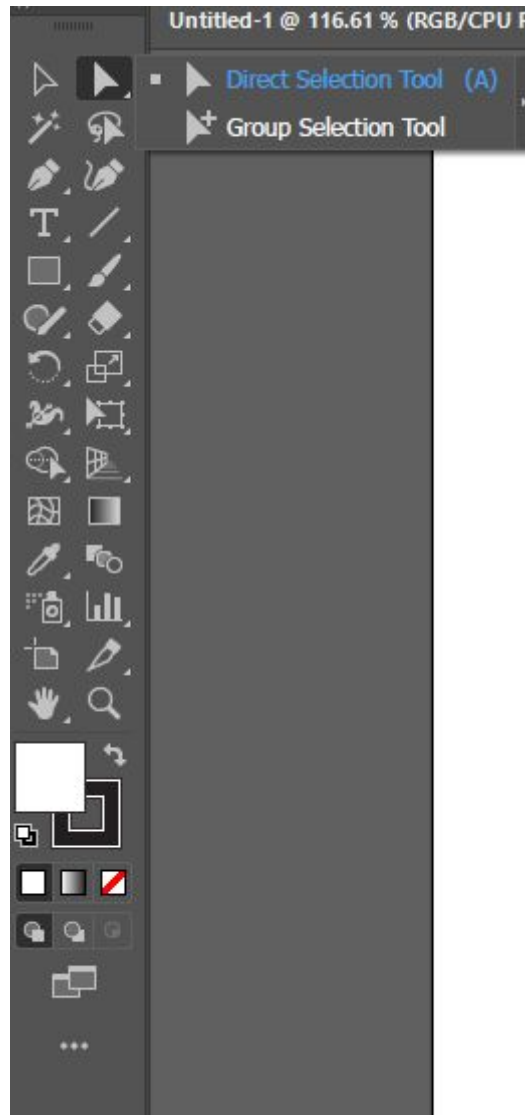 Untitled-1 @ 116.61 % (RGB/CPU
Direct Selection Tool (A)
Group Selection Tool
T